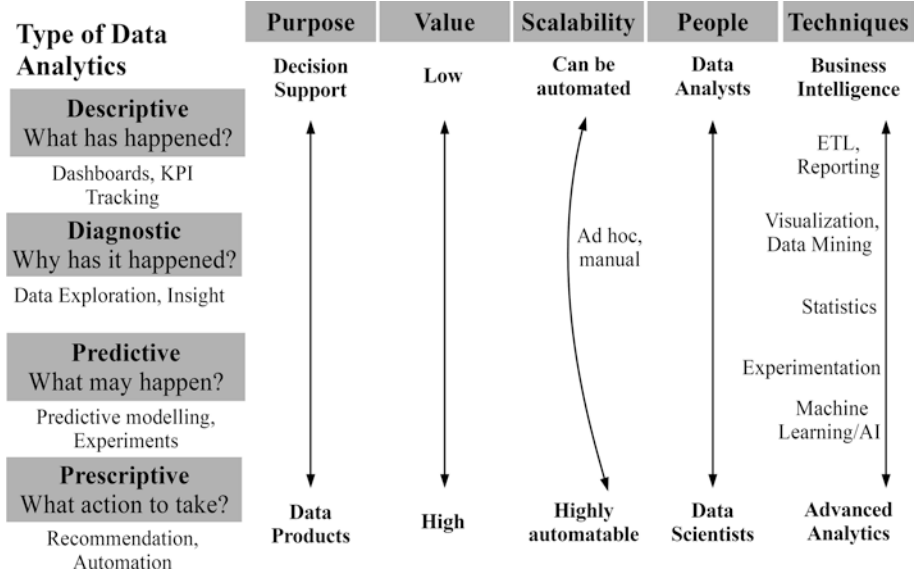 Type of Data
Analytics
Purpose
Value
Scalability
People
Techniques
Decision
Support
Low
Can be
automated
Data
Analysts
Business
Intelligence
Descriptive
What has happened?
Dashboards, KPI
Tracking
ETL,
Reporting
Diagnostic
Why has it happened?
Data Exploration, Insight
Ad hoc,
manual
Visualization,
Data Mining
Statistics
Predictive
What may happen?
Predictive modelling,
Experiments
Experimentation
Machine
Learning/AI
Prescriptive
What action to take?
Recommendation,
Automation
Data
Products
High
Highly
automatable
Data
Scientists
Advanced
Analytics